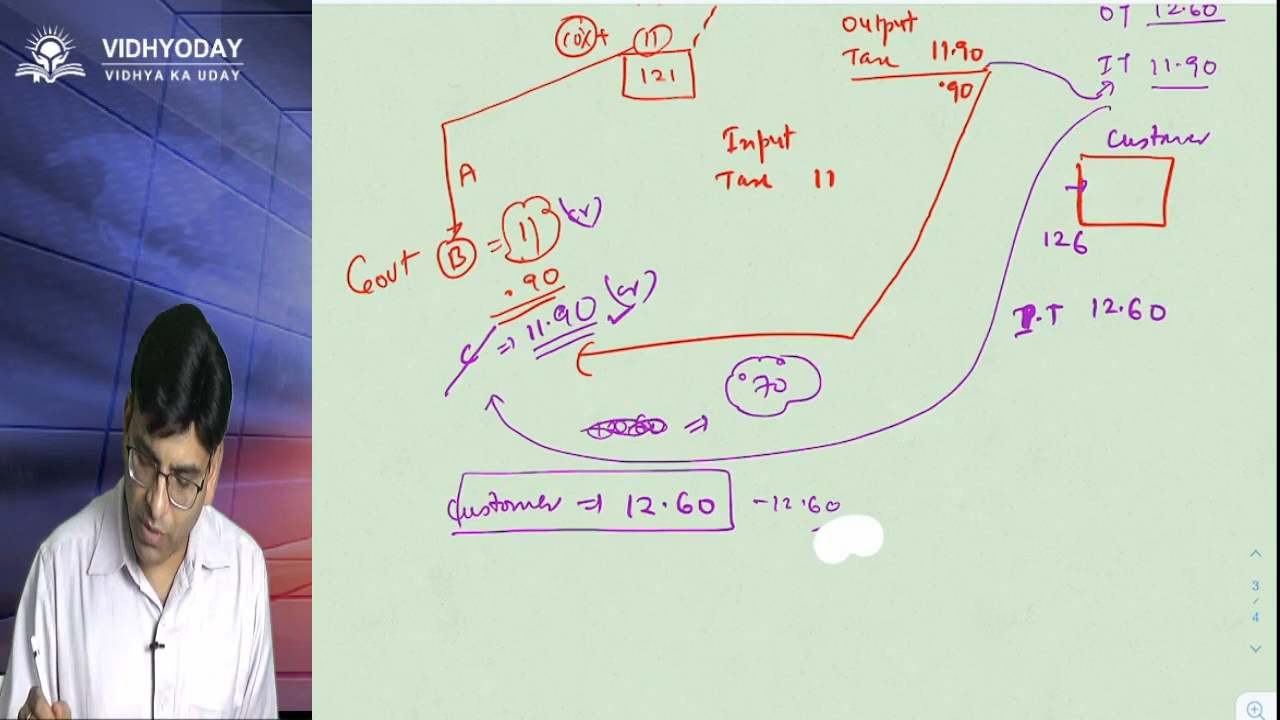 VIDHYODAY
VIDHYA KA UDAY
10% + 11
121
Output
Tax 11.90
.90
OT 12.60
IT 11.90
Customer
126
I.T 12.60
Input
Tax 11
A
Govt B = 11 (cr)
.90
C ⇒ 11.90 (cr)
⇒ .70
Customer ⇒ 12.60 -12.60
3
/
4